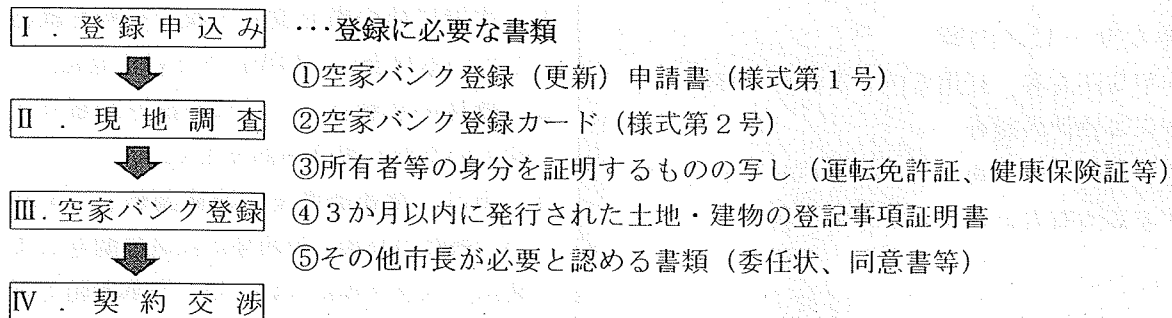 Ⅰ．登録申込み ・・・登録に必要な書類
①空家バンク登録（更新）申請書（様式第１号）
Ⅱ．現地調査 ②空家バンク登録カード（様式第２号）
③所有者等の身分を証明するものの写し（運転免許証、健康保険証等）
Ⅲ.空家バンク登録 ④３か月以内に発行された土地・建物の登記事項証明書
⑤その他市長が必要と認める書類（委任状、同意書等）
Ⅳ．契約交渉